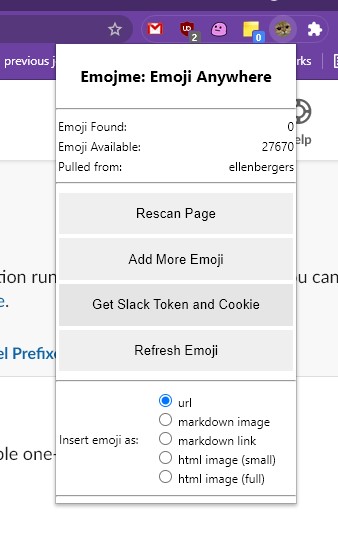 2
0
previous j
rks
Emojme: Emoji Anywhere
elp
Emoji Found: 0
Emoji Available: 27670
Pulled from: ellenbergers
Rescan Page
Add More Emoji
tion run
u can
Get Slack Token and Cookie
e.
Refresh Emoji
el Prefixe
url
markdown image
Insert emoji as:
markdown link
ple one-
html image (small)
html image (full)